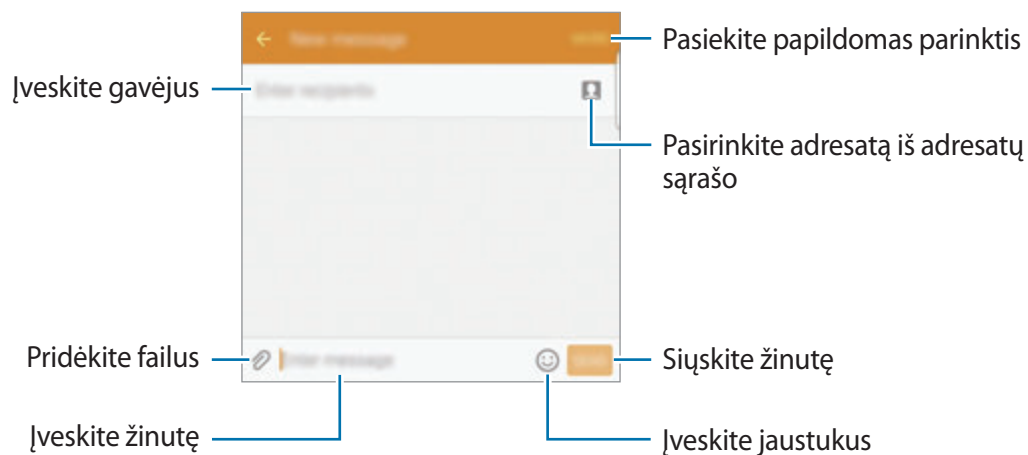 Pasiekite papildomas parinktis
Įveskite gavėjus
Pasirinkite adresatą iš adresatų
sąrašo
Pridėkite failus
Siųskite žinutę
Įveskite žinutę
Įveskite jaustukus